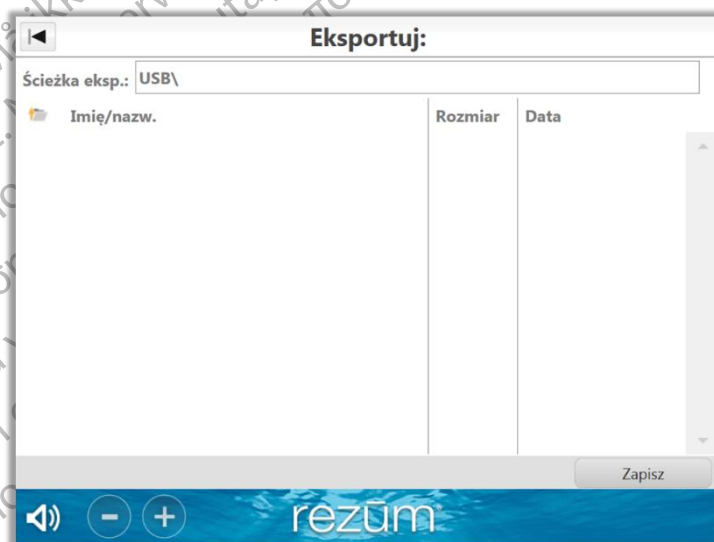 Eksportuj:
Ścieżka eksp.: USB\
Imię/nazw. Rozmiar Data
Zapisz
rezūm